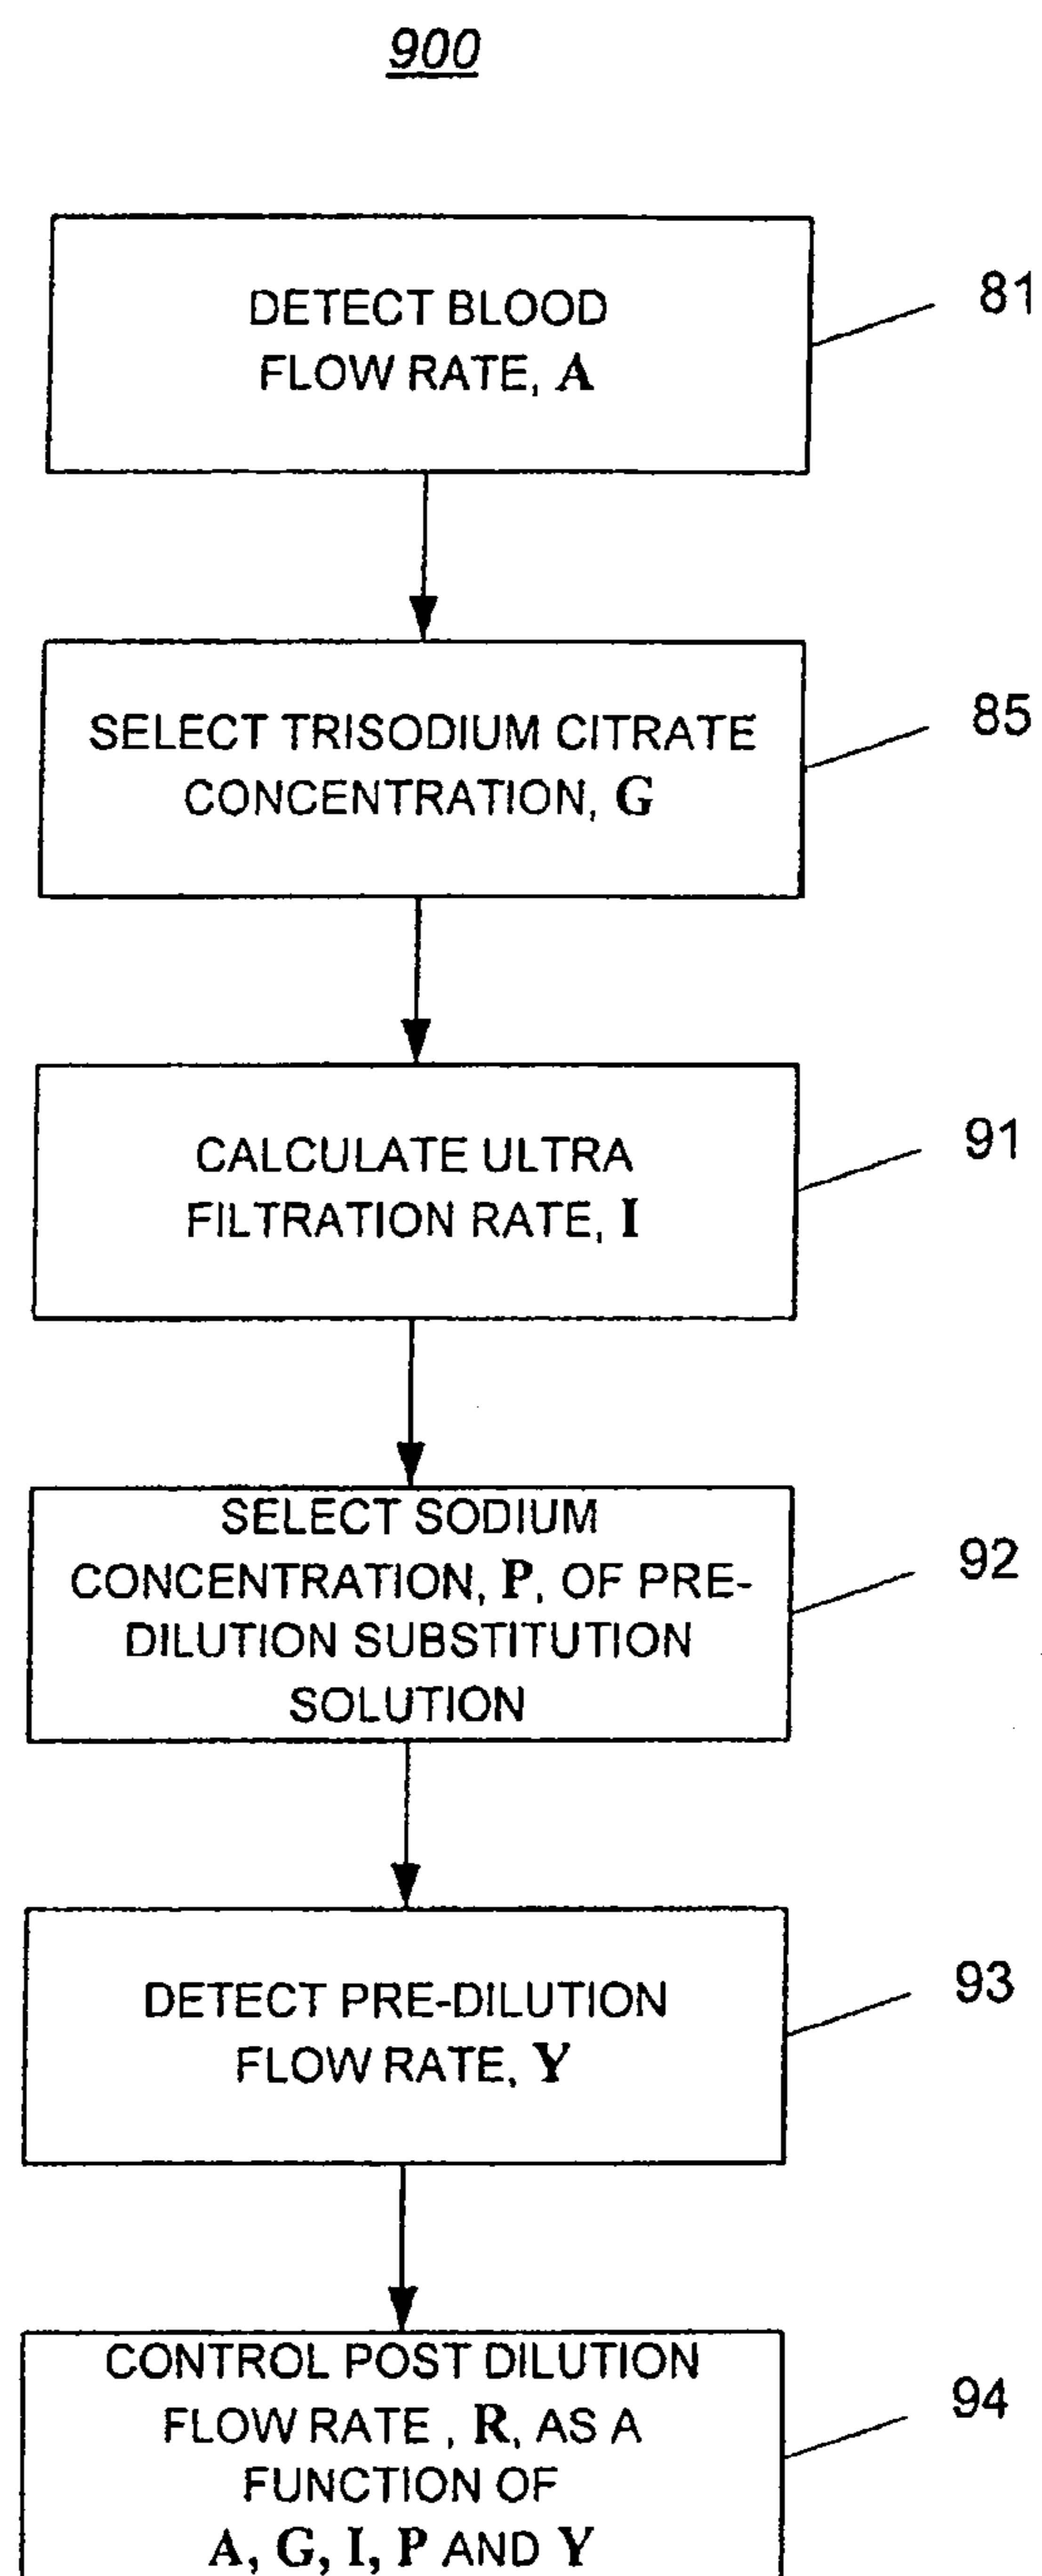 900
DETECT BLOOD
FLOW RATE, A
81
SELECT TRISODIUM CITRATE
CONCENTRATION, G
85
CALCULATE ULTRA
FILTRATION RATE, I
91
SELECT SODIUM
CONCENTRATION, P, OF PRE-
DILUTION SUBSTITUTION
SOLUTION
92
DETECT PRE-DILUTION
FLOW RATE, Y
93
CONTROL POST DILUTION
FLOW RATE , R, AS A
FUNCTION OF
A, G, I, P AND Y
94